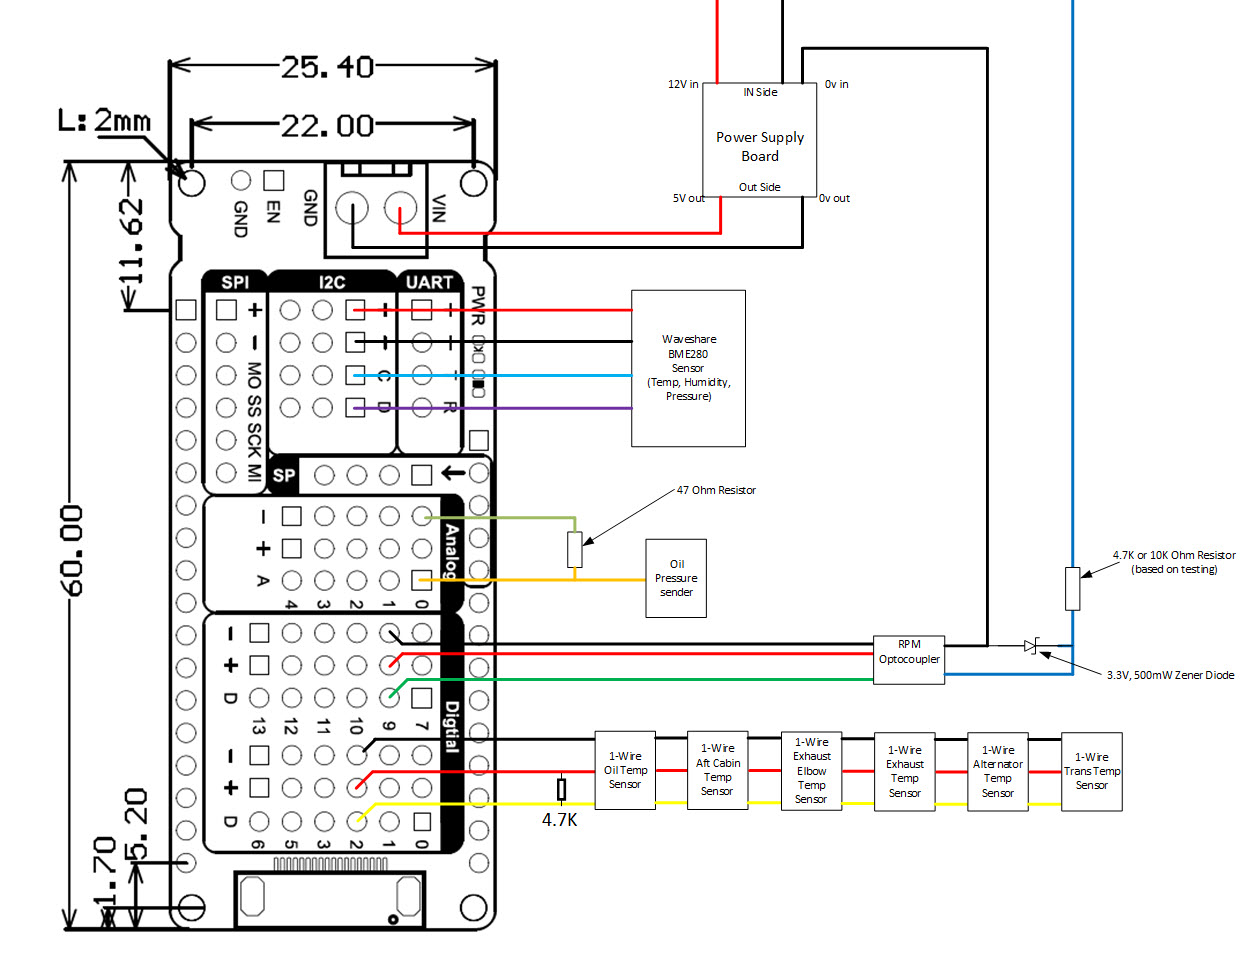 25.40
L:2mm
22.00
11.62
60.00
5.20
1.70
GND
EN
GND
VIN
SPI
I2C
UART
PWR
+
-
MO SS SCK MI
+
-
C
D
+
-
T
R
SP
Analog
-
+
A
4
3
2
1
0
-
+
D
13
12
11
10
9
7
Digtial
-
+
D
6
5
3
2
1
0
12V in
0v in
IN Side
Power Supply
Board
Out Side
5V out
0v out
Waveshare
BME280
Sensor
(Temp, Humidity,
Pressure)
47 Ohm Resistor
Oil
Pressure
sender
4.7K or 10K Ohm Resistor
(based on testing)
RPM
Optocoupler
3.3V, 500mW Zener Diode
1-Wire
Oil Temp
Sensor
1-Wire
Aft Cabin
Temp
Sensor
1-Wire
Exhaust
Elbow
Temp
Sensor
1-Wire
Exhaust
Temp
Sensor
1-Wire
Alternator
Temp
Sensor
1-Wire
Trans Temp
Sensor
4.7K